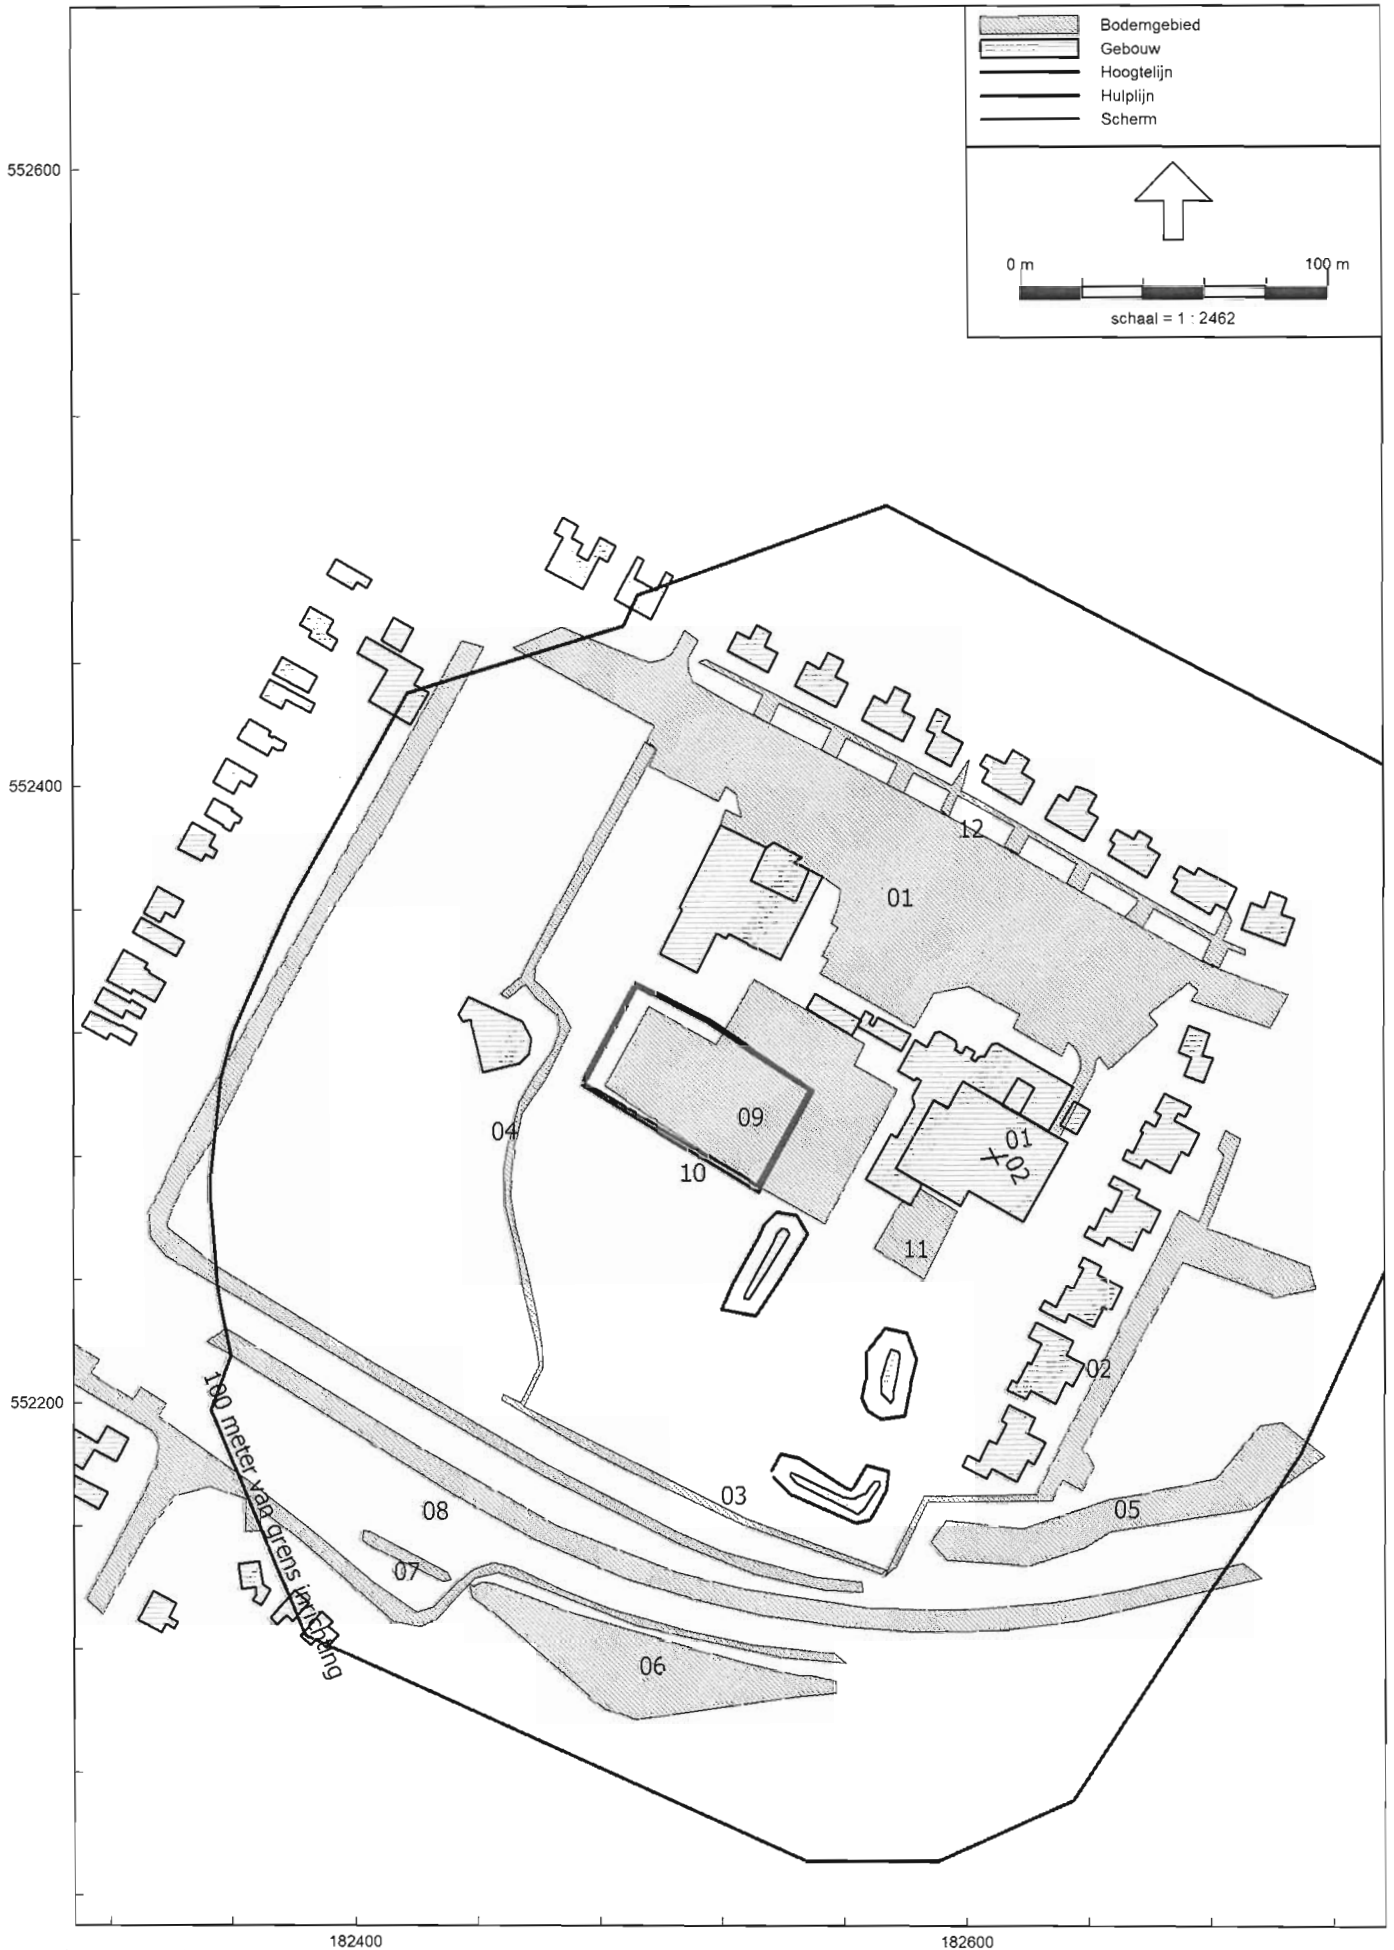 Bodemgebied
Gebouw
Hoogtelijn
Hulplijn
Scherm
552600
0 m 100 m
schaal = 1 : 2462
552400
12
01
09
04
10
01
02
11
02
552200
100 meter van grens inrichting
03
08
05
07
06
182400 182600